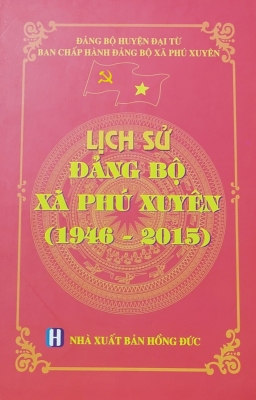 ĐẢNG BỘ HUYỆN ĐẠI TỪ
BAN CHẤP HÀNH ĐẢNG BỘ XÃ PHÚ XUYÊN
LỊCH SỬ
ĐẢNG BỘ
XÃ PHÚ XUYÊN
(1946 - 2015)
H NHÀ XUẤT BẢN HỒNG ĐỨC